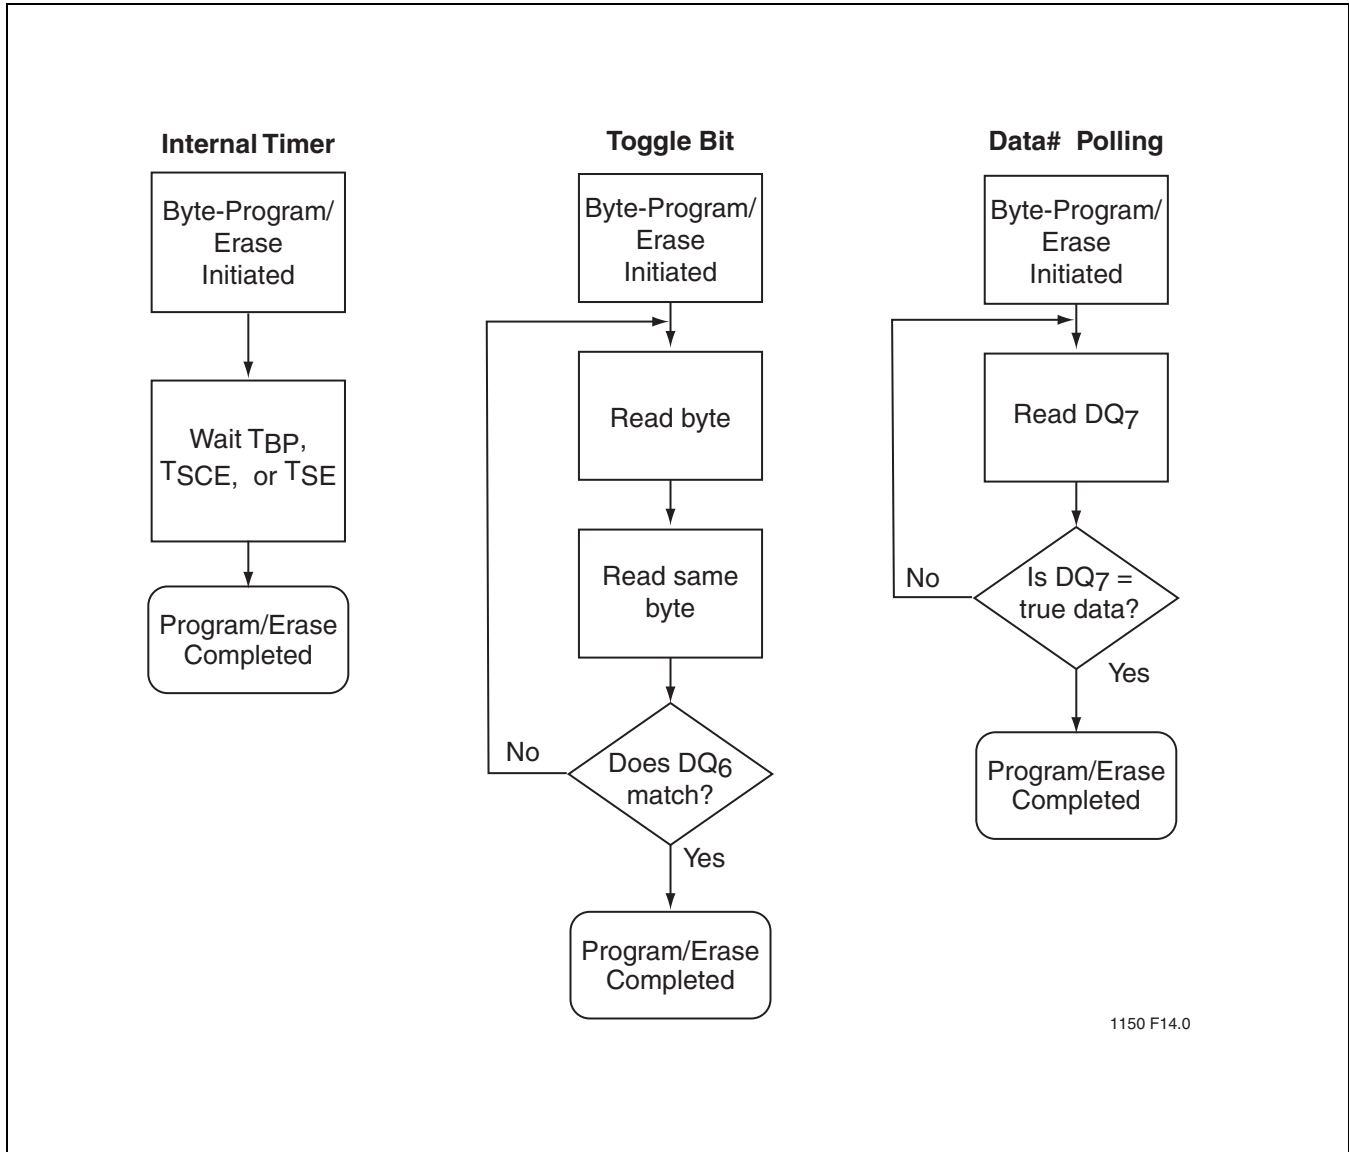 Internal Timer
Byte-Program/
Erase
Initiated
Wait TBP,
TSCE, or TSE
Program/Erase
Completed
Toggle Bit
Byte-Program/
Erase
Initiated
Read byte
Read same
byte
Does DQ6
match?
No
Yes
Program/Erase
Completed
Data# Polling
Byte-Program/
Erase
Initiated
Read DQ7
Is DQ7 =
true data?
No
Yes
Program/Erase
Completed
1150 F14.0